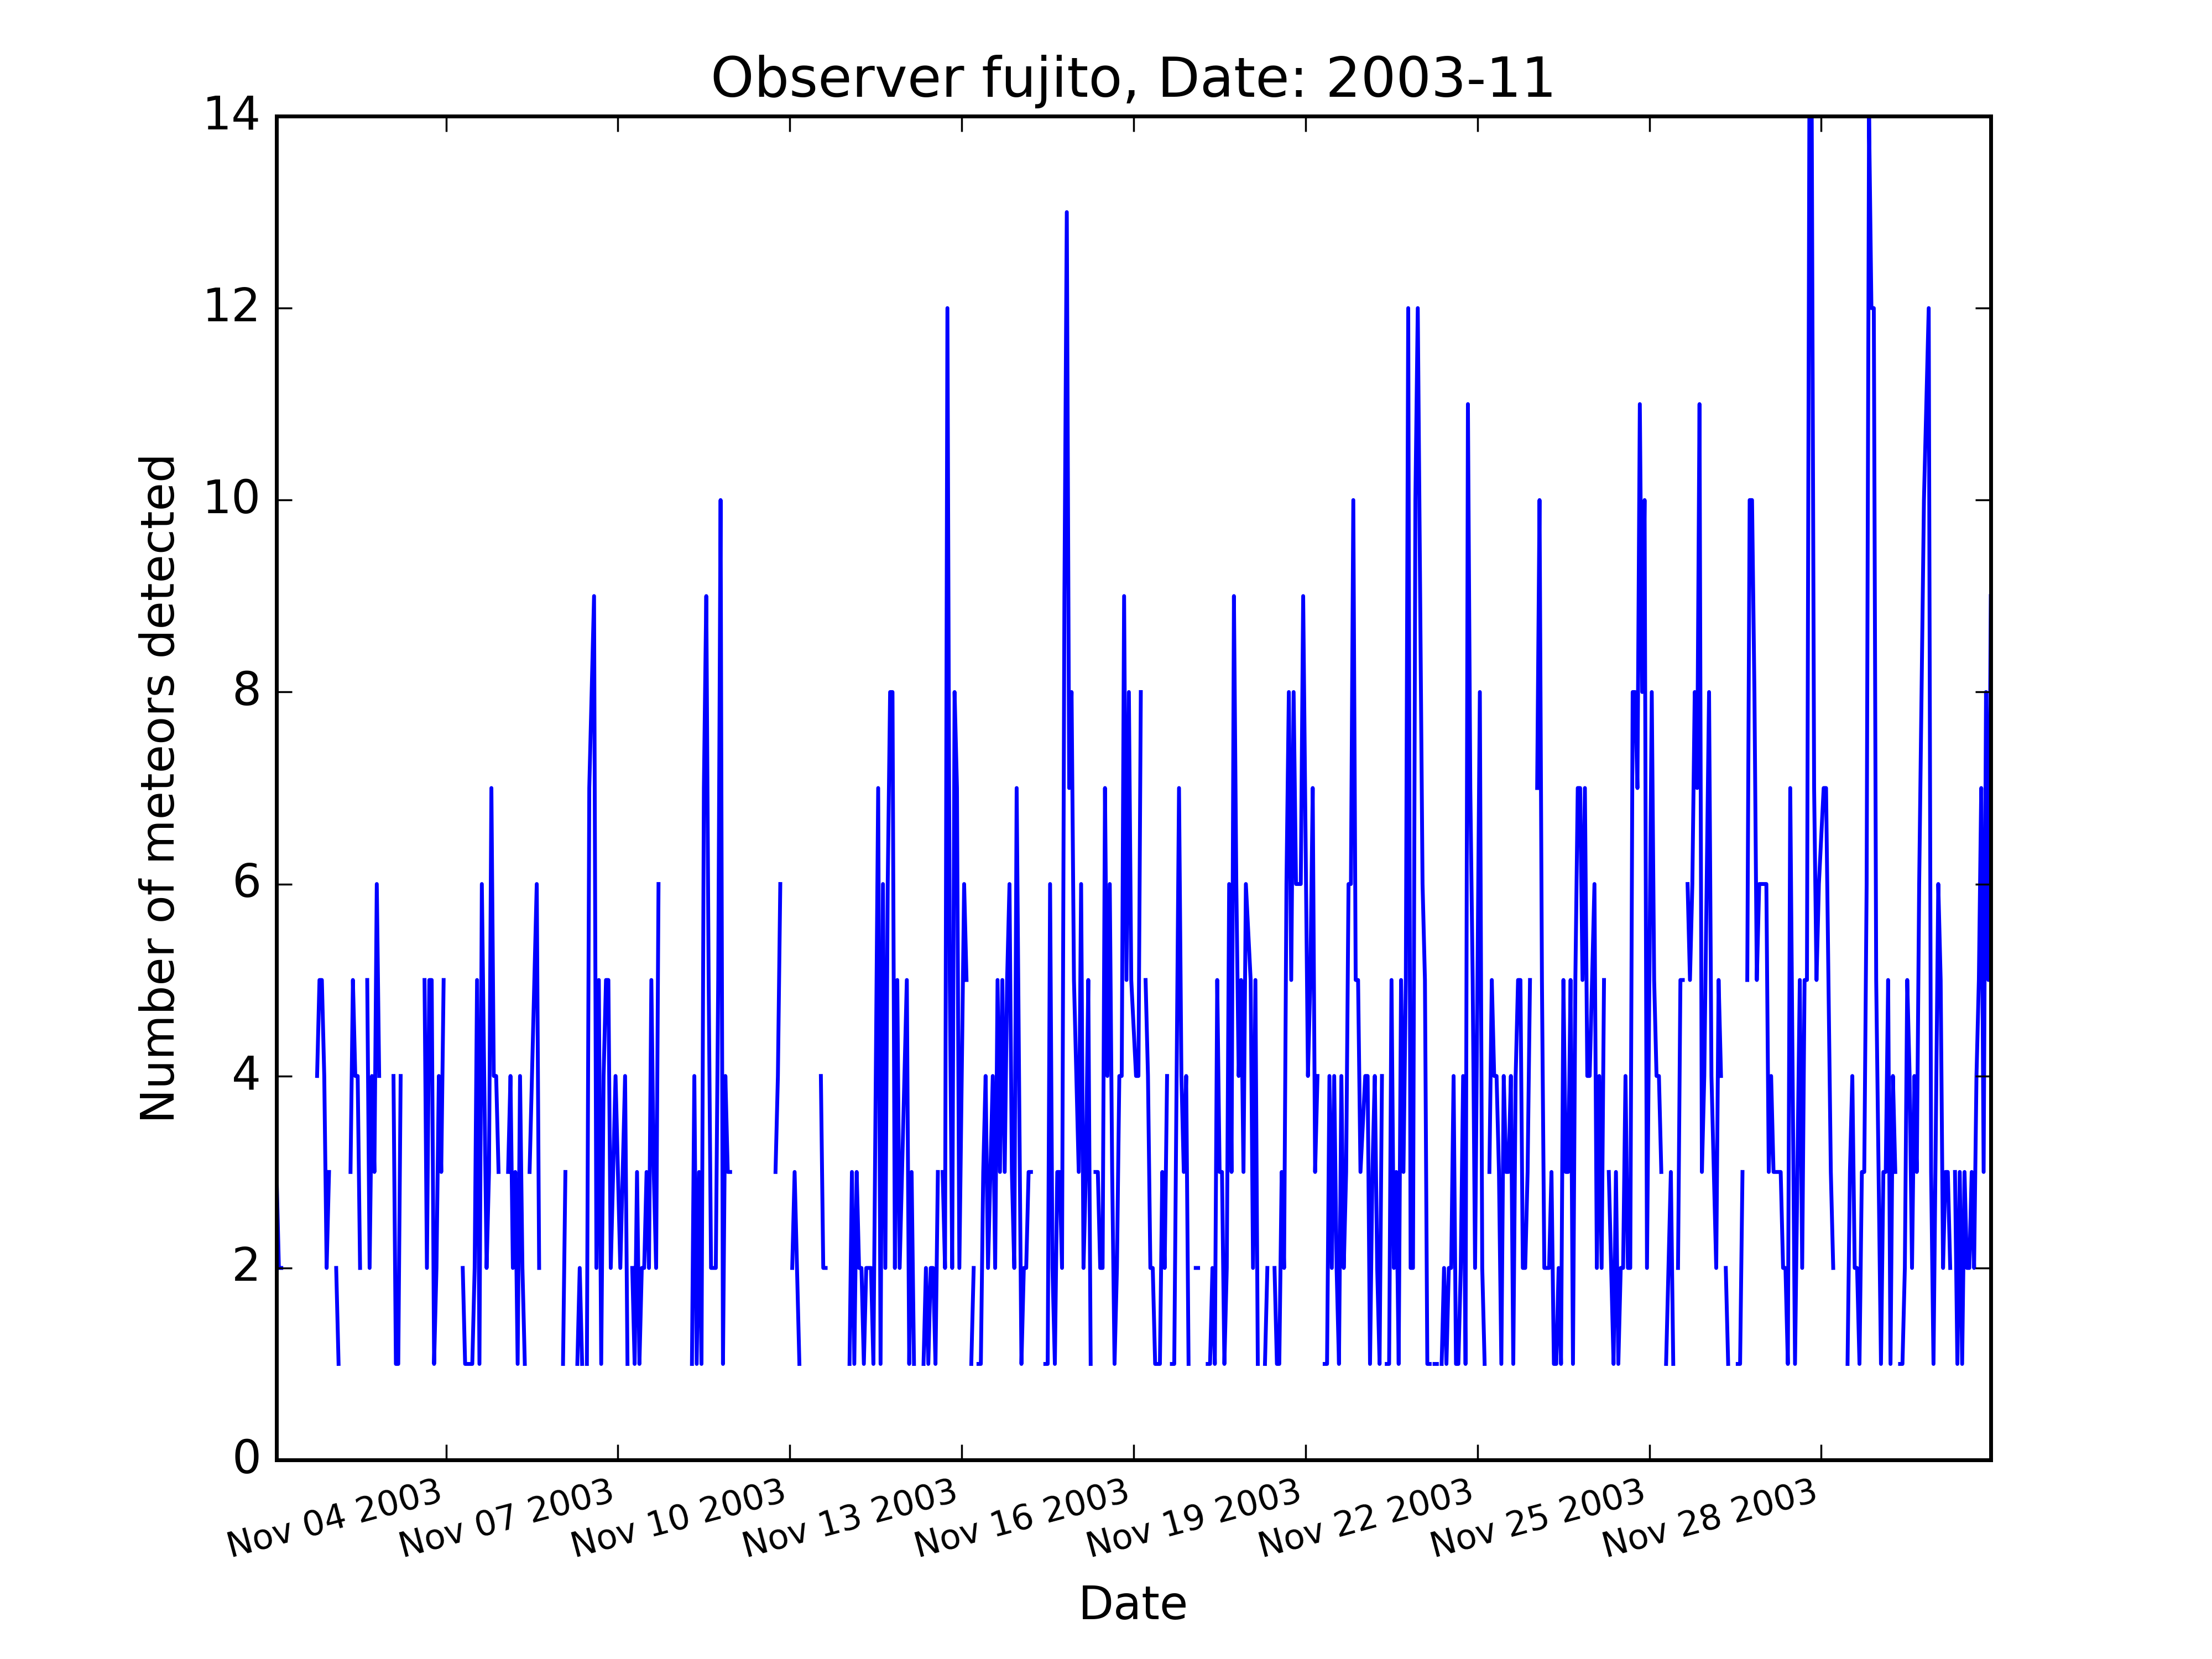 Observer fujito, Date: 2003-11
14
12
10
8
6
4
2
0
Number of meteors detected
Nov 04 2003
Nov 07 2003
Nov 10 2003
Nov 13 2003
Nov 16 2003
Nov 19 2003
Nov 22 2003
Nov 25 2003
Nov 28 2003
Date